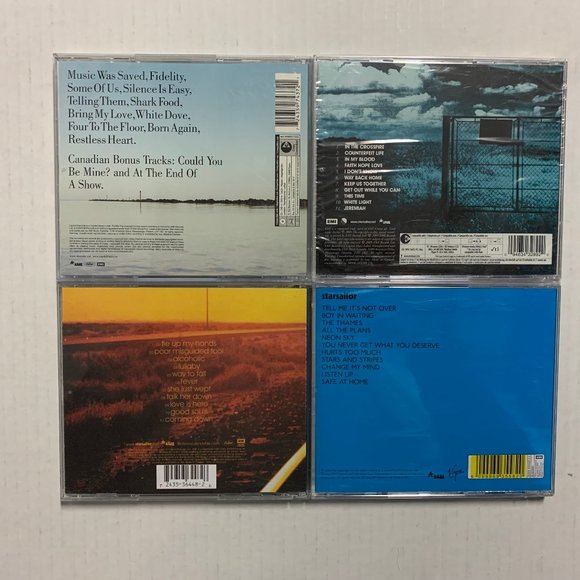 Music Was Saved, Fidelity,
Some Of Us, Silence Is Easy,
Telling Them, Shark Food,
Bring My Love, White Dove,
Four To The Floor, Born Again,
Restless Heart.
Canadian Bonus Tracks: Could You
Be Mine? and At The End Of
A Show.
IN THE CROSSFIRE
COUNTERFEIT LIFE
IN MY BLOOD
FAITH HOPE LOVE
I DON'T KNOW
WAY BACK HOME
KEEP US TOGETHER
GET OUT WHILE YOU CAN
THIS TIME
WHITE LIGHT
JEREMIAH
EMI
tie up my hands
poor misguided fool
alcoholic
lullaby
way to fall
fever
she just wept
talk her down
love is here
good souls
coming down
EMI
7 2435-36448-2
starsailor
TELL ME IT'S NOT OVER
BOY IN WAITING
THE THAMES
ALL THE PLANS
NEON SKY
YOU NEVER GET WHAT YOU DESERVE
HURTS TOO MUCH
STARS AND STRIPES
CHANGE MY MIND
LISTEN UP
SAFE AT HOME